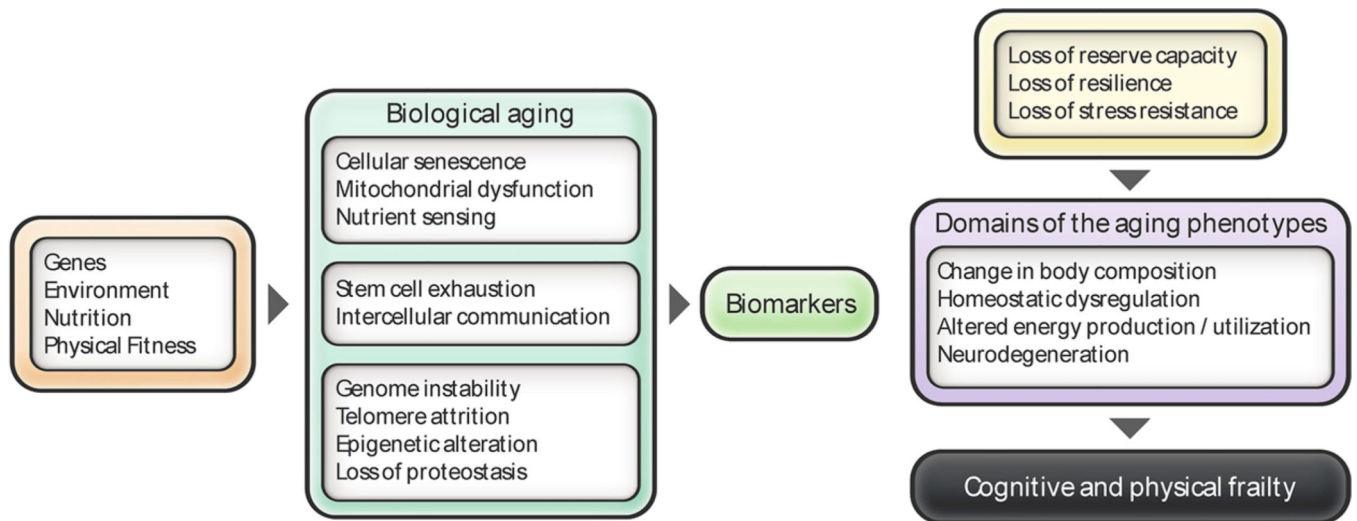 Genes
Environment
Nutrition
Physical Fitness
Biological aging
Cellular senescence
Mitochondrial dysfunction
Nutrient sensing
Stem cell exhaustion
Intercellular communication
Genome instability
Telomere attrition
Epigenetic alteration
Loss of proteostasis
Biomarkers
Loss of reserve capacity
Loss of resilience
Loss of stress resistance
Domains of the aging phenotypes
Change in body composition
Homeostatic dysregulation
Altered energy production / utilization
Neurodegeneration
Cognitive and physical frailty